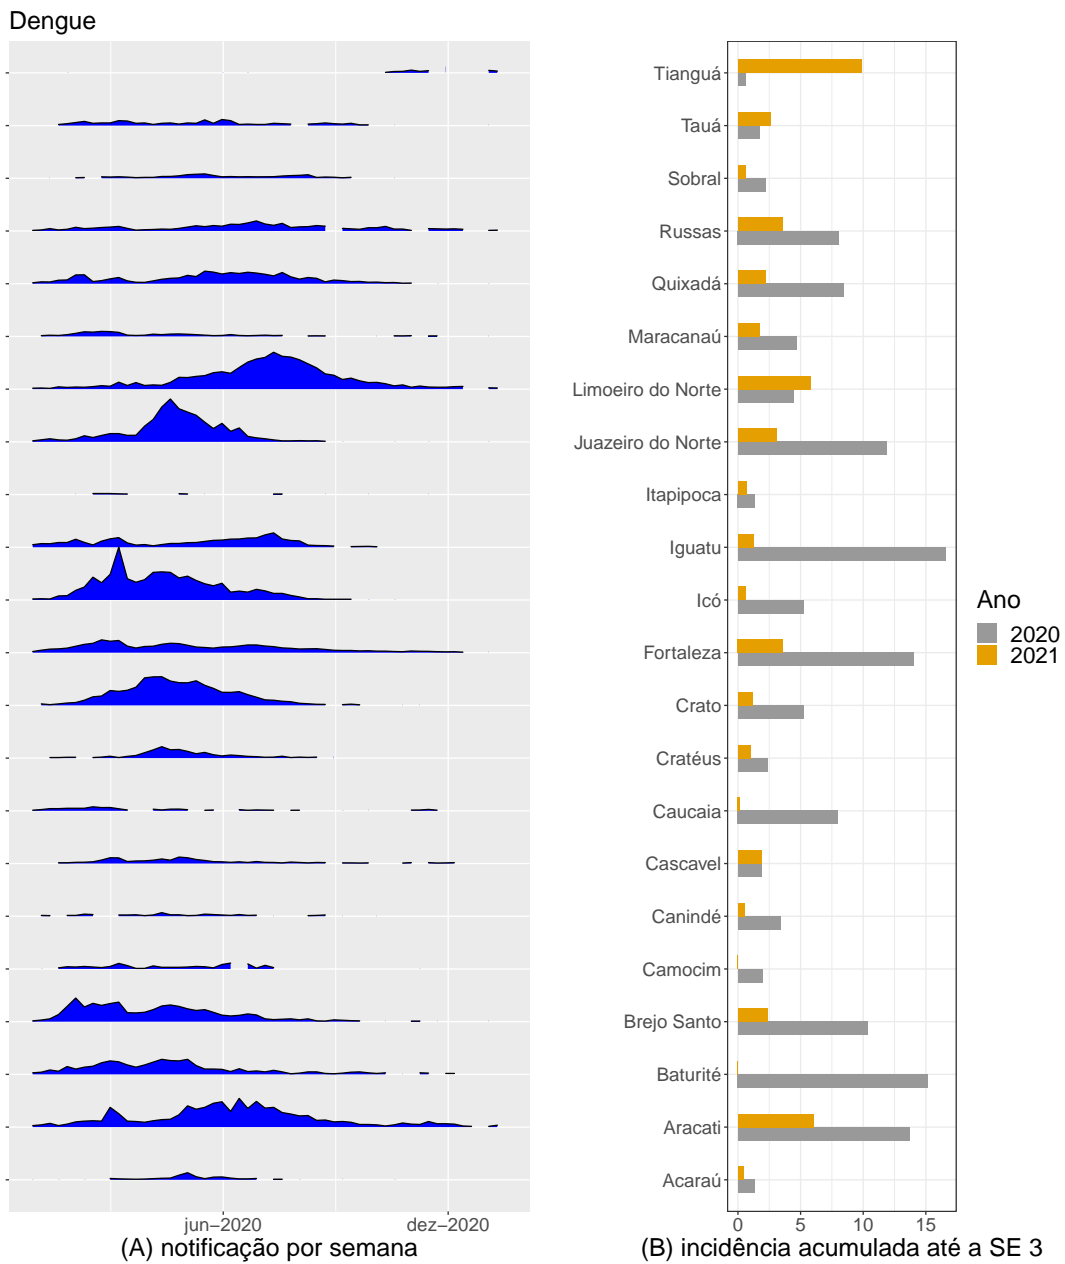 Dengue
Tianguá
Tauá
Sobral
Russas
Quixadá
Maracanaú
Limoeiro do Norte
Juazeiro do Norte
Itapipoca
Iguatu
Icó
Fortaleza
Crato
Cratéus
Caucaia
Cascavel
Canindé
Camocim
Brejo Santo
Baturité
Aracati
Acaraú
Ano
2020
2021
jun−2020 dez−2020
0 5 10 15
(A) notificação por semana
(B) incidência acumulada até a SE 3